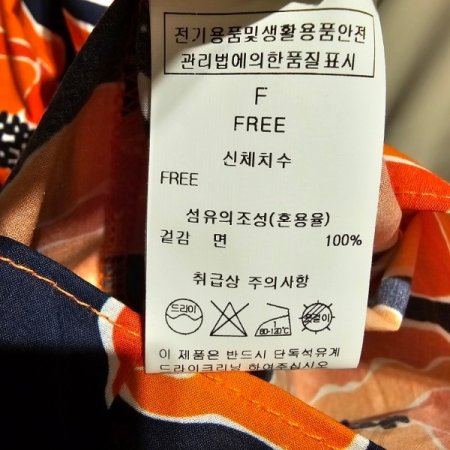 전기용품및생활용품안전
관리법에의한품질표시
F
FREE
신체치수
FREE
섬유의조성(혼용율)
겉감 면 100%
취급상 주의사항
드라이 80-120℃ 옷걸이
이 제품은 반드시 단독석유계
드라이크리닝 하여주십시오